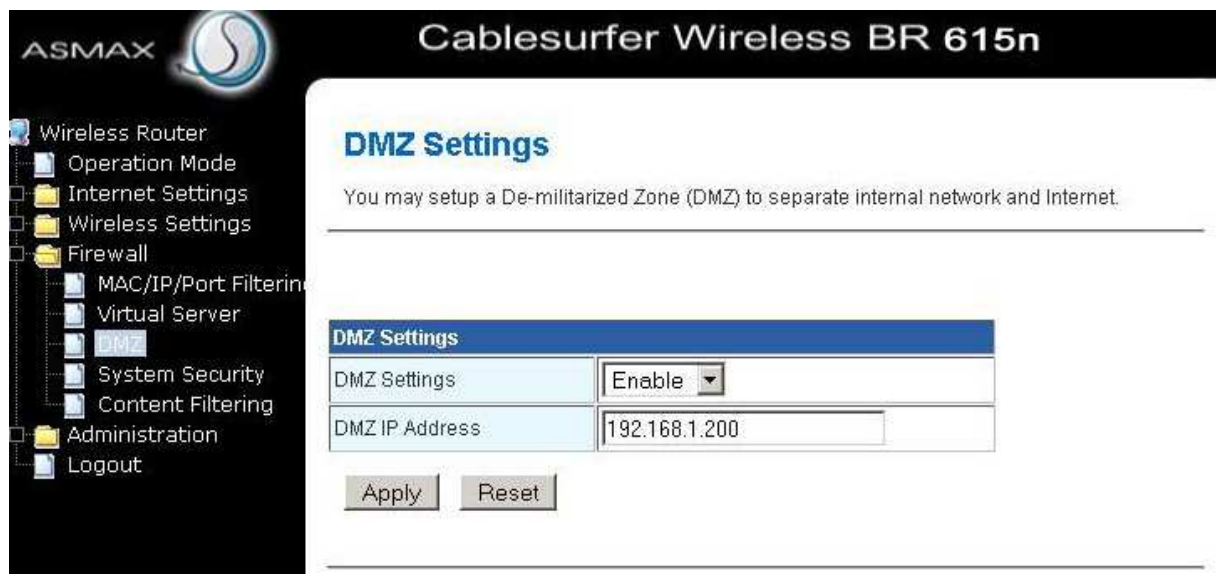 ASMAX
Cablesurfer Wireless BR 615n
Wireless Router
Operation Mode
Internet Settings
Wireless Settings
Firewall
MAC/IP/Port Filterin
Virtual Server
DMZ
System Security
Content Filtering
Administration
Logout
DMZ Settings
You may setup a De-militarized Zone (DMZ) to separate internal network and Internet.
DMZ Settings
DMZ Settings Enable
DMZ IP Address 192.168.1.200
Apply Reset